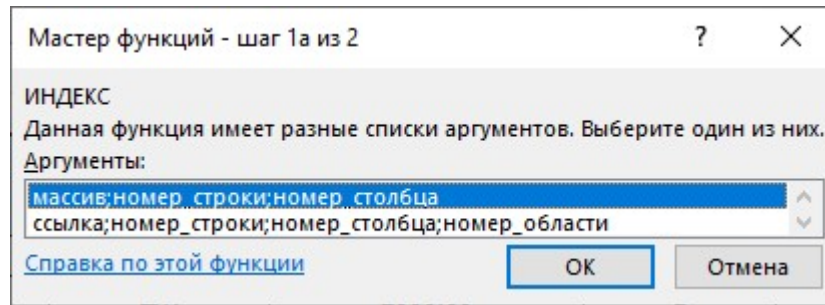 Мастер функций - шаг 1a из 2
?
ИНДЕКС
Данная функция имеет разные списки аргументов. Выберите один из них.
Аргументы:
массив;номер_строки;номер_столбца
ссылка;номер_строки;номер_столбца;номер_области
Справка по этой функции
ОК
Отмена